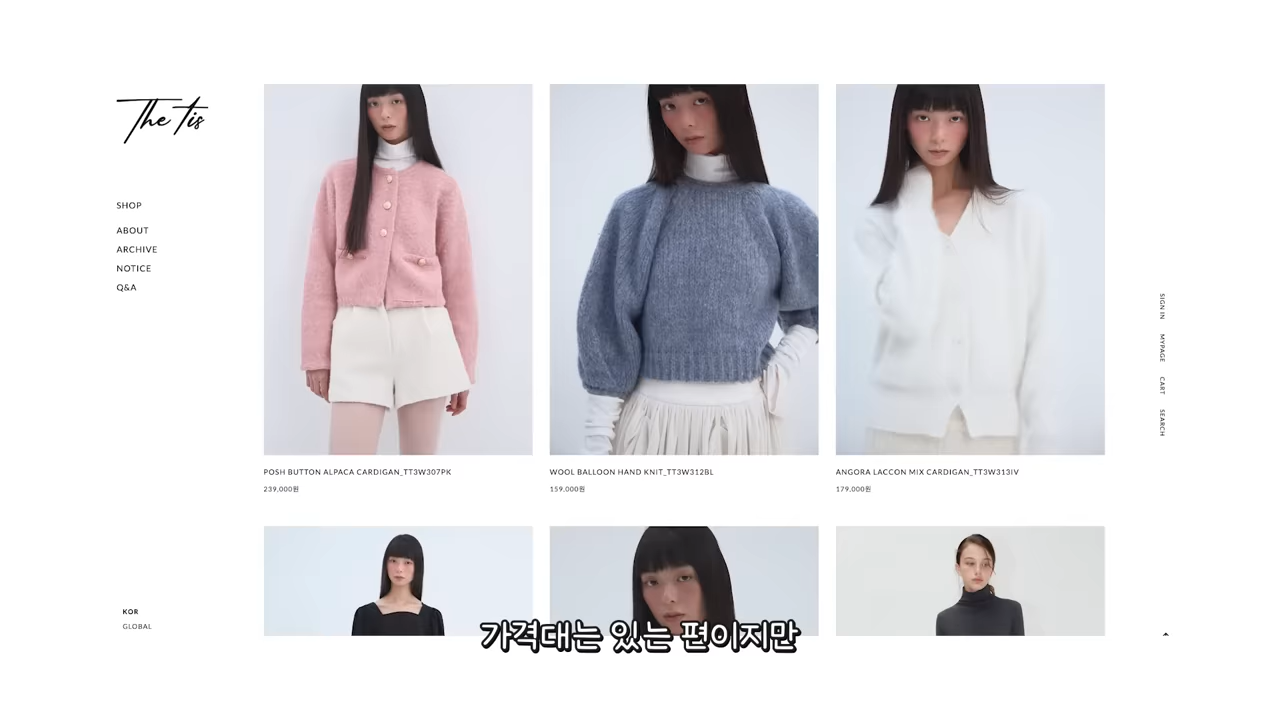 The tis
SHOP
ABOUT
ARCHIVE
NOTICE
Q&A
POSH BUTTON ALPACA CARDIGAN_TT3W307PK
239,000원
WOOL BALLOON HAND KNIT_TT3W312BL
159,000원
ANGORA LACCON MIX CARDIGAN_TT3W313IV
179,000원
SIGN IN
MYPAGE
CART
SEARCH
KOR
GLOBAL
가격대는 있는 편이지만